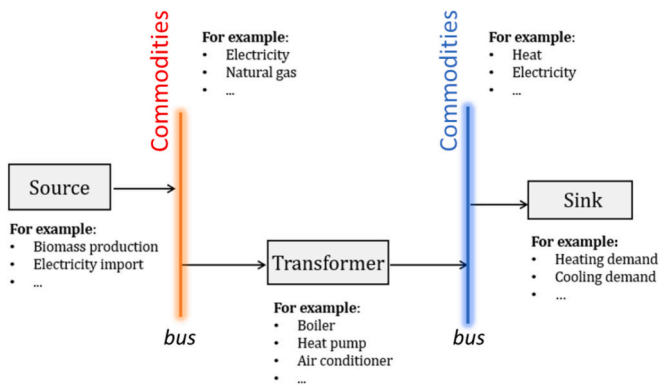 Commodities
For example:
• Electricity
• Natural gas
• ...
Commodities
For example:
• Heat
• Electricity
• ...
Source
For example:
• Biomass production
• Electricity import
• ...
Transformer
For example:
• Boiler
• Heat pump
• Air conditioner
• ...
Sink
For example:
• Heating demand
• Cooling demand
• ...
bus
bus